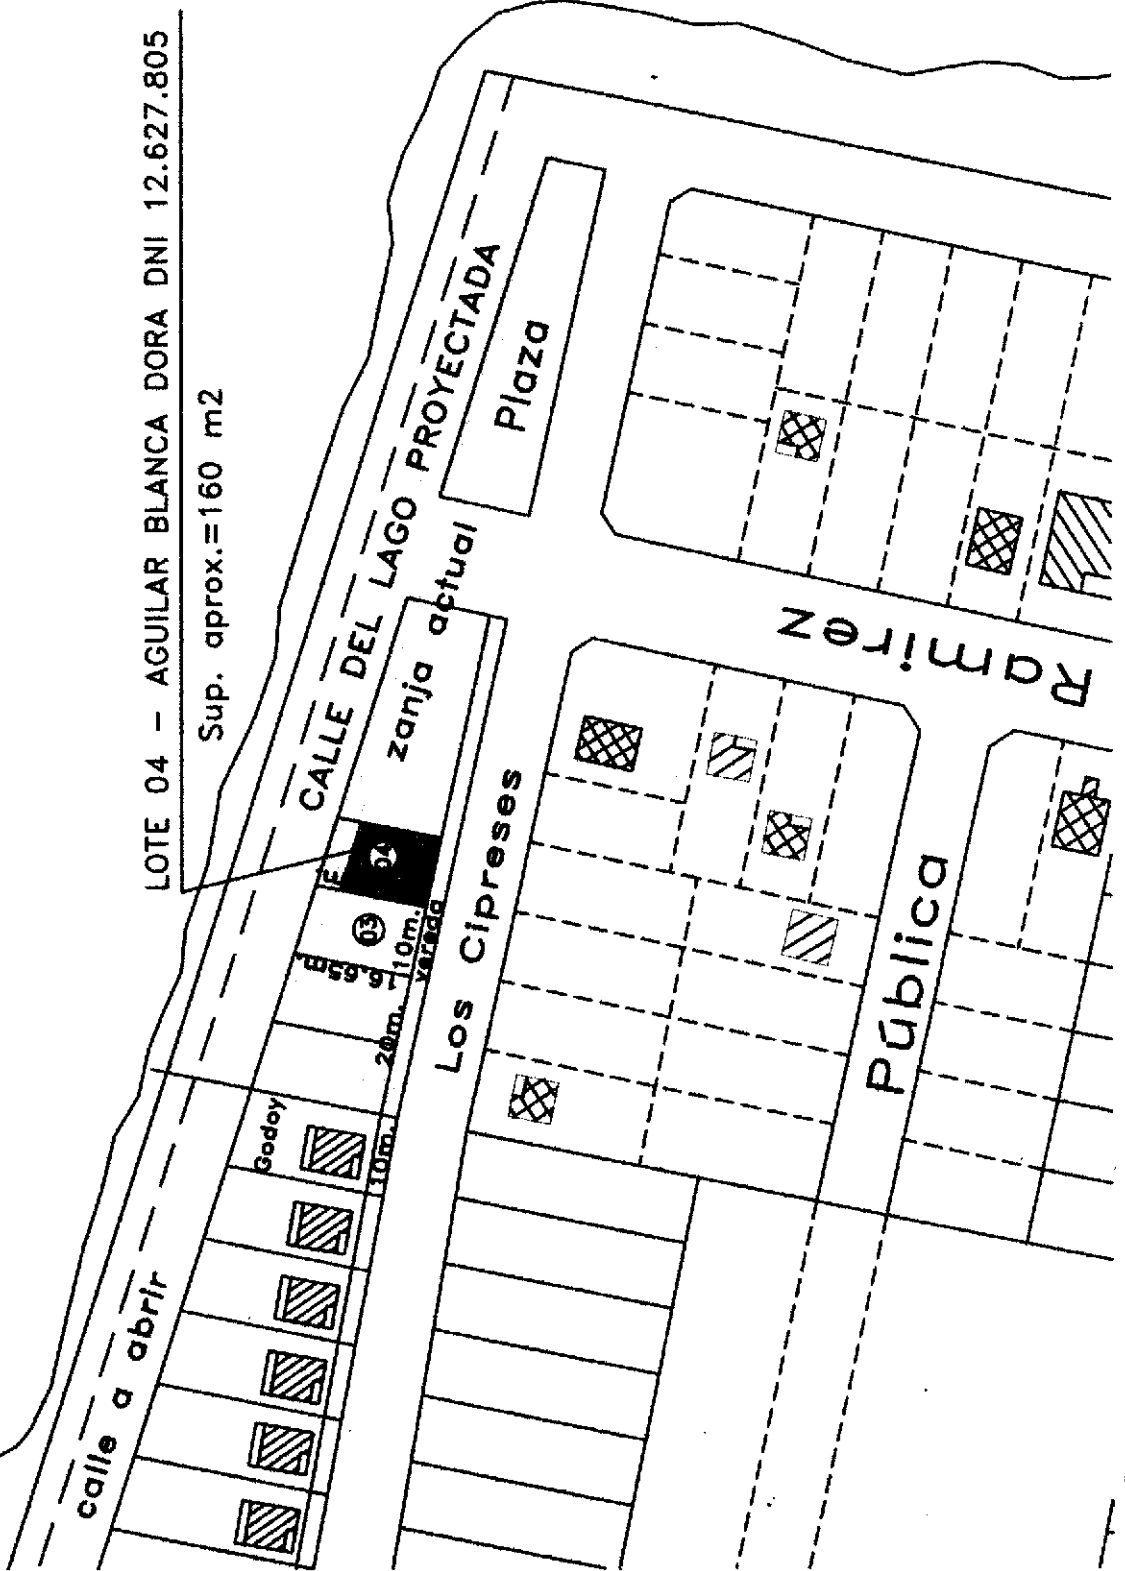 LOTE 04 - AGUILAR BLANCA DORA DNI 12.627.805
Sup. aprox.=160 m2
CALLE DEL LAGO PROYECTADA
Plaza
zanja actual
04
03
E
16.65m
10m.
vereda
20m.
10m.
Godoy
calle a abrir
Los Cipreses
Ramirez
Pública